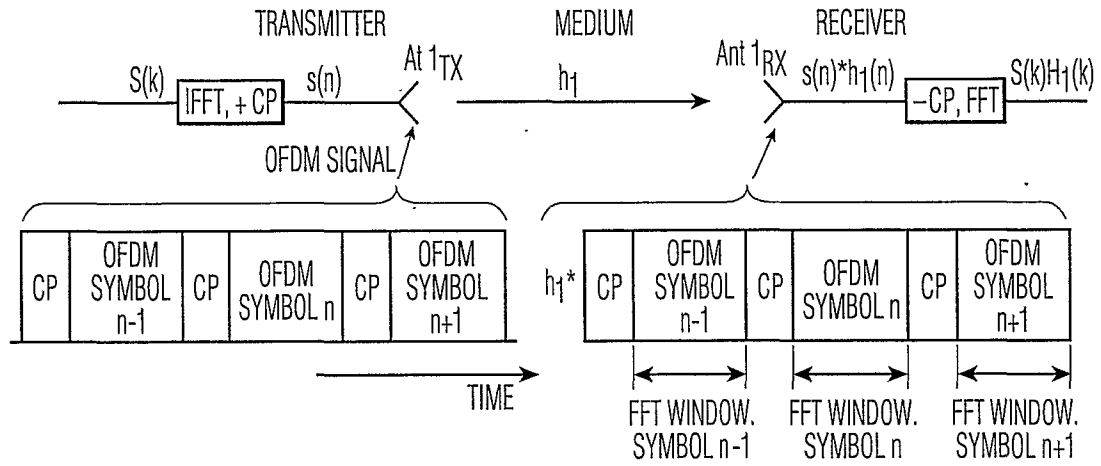 TRANSMITTER MEDIUM RECEIVER
S(k) IFFT, + CP s(n) At 1TX h1 Ant 1RX s(n)*h1(n) –CP, FFT S(k)H1(k)
OFDM SIGNAL
CP
OFDM
SYMBOL
n-1
CP
OFDM
SYMBOL n
CP
OFDM
SYMBOL
n+1
h1*
CP
OFDM
SYMBOL
n-1
CP
OFDM
SYMBOL n
CP
OFDM
SYMBOL
n+1
TIME
FFT WINDOW.
SYMBOL n-1
FFT WINDOW.
SYMBOL n
FFT WINDOW.
SYMBOL n+1